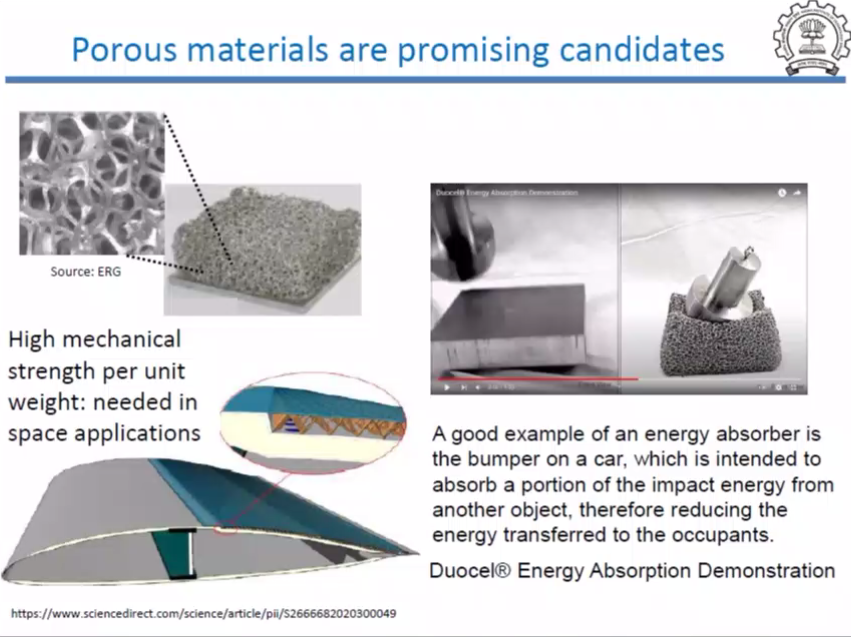 Porous materials are promising candidates
Source: ERG
Duocel® Energy Absorption Demonstration
High mechanical
strength per unit
weight: needed in
space applications
A good example of an energy absorber is
the bumper on a car, which is intended to
absorb a portion of the impact energy from
another object, therefore reducing the
energy transferred to the occupants.
Duocel® Energy Absorption Demonstration
https://www.sciencedirect.com/science/article/pii/S2666682020300049